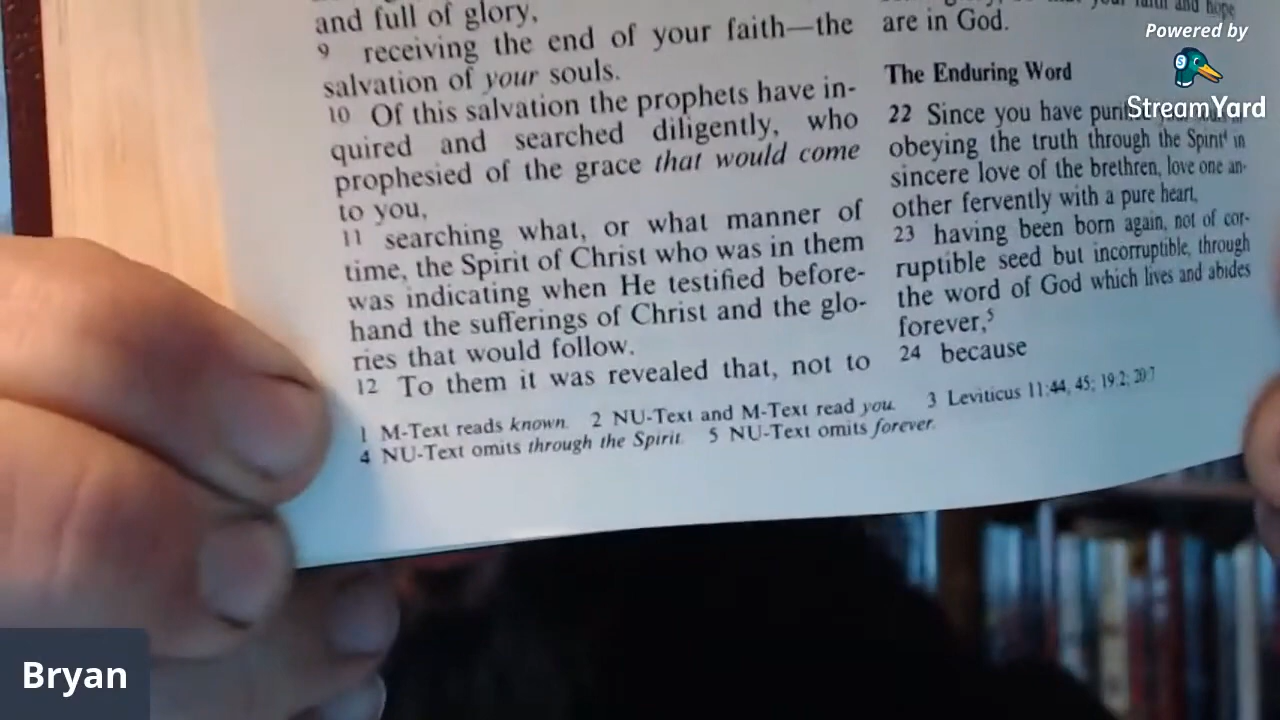 and full of glory,
9 receiving the end of your faith—the
salvation of your souls.
10 Of this salvation the prophets have in-
quired and searched diligently, who
prophesied of the grace that would come
to you,
11 searching what, or what manner of
time, the Spirit of Christ who was in them
was indicating when He testified before-
hand the sufferings of Christ and the glo-
ries that would follow.
12 To them it was revealed that, not to
your faith and hope
are in God.
The Enduring Word
22 Since you have
obeying the truth through the Spirit4 in
sincere love of the brethren, love one an-
other fervently with a pure heart,
23 having been born again, not of cor-
ruptible seed but incorruptible, through
the word of God which lives and abides
forever,5
24 because
1 M-Text reads known. 2 NU-Text and M-Text read you. 3 Leviticus 11:44, 45; 19:2; 20:7
4 NU-Text omits through the Spirit. 5 NU-Text omits forever.
Powered by
StreamYard
Bryan